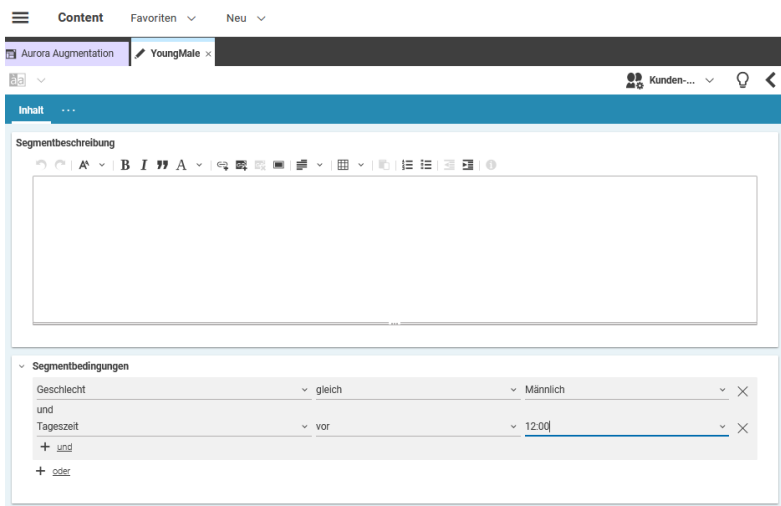 Content Favoriten Neu
Aurora Augmentation YoungMale ×
Kunden-...
Inhalt ...
Segmentbeschreibung
B I A
Segmentbedingungen
Geschlecht gleich Männlich
und
Tageszeit vor 12:00
+ und
+ oder